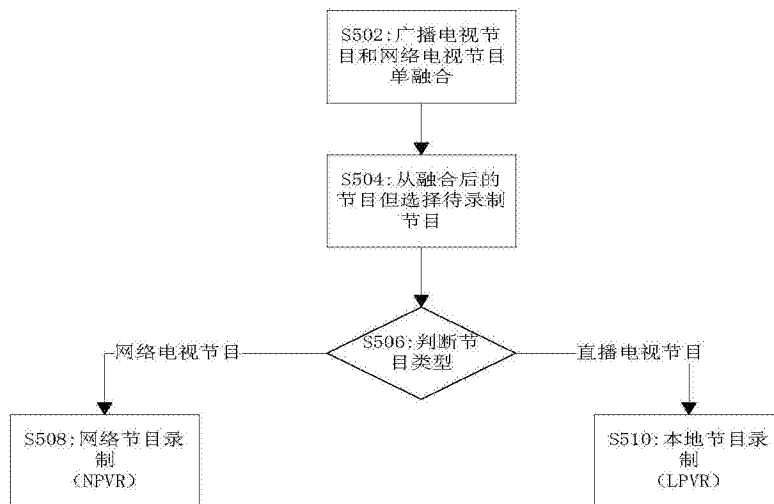 S502:广播电视节
目和网络电视节目
单融合
S504:从融合后的
节目但选择待录制
节目
S506:判断节
目类型
网络电视节目
直播电视节目
S508:网络节目录
制
(NPVR)
S510:本地节目录
制
(LPVR)